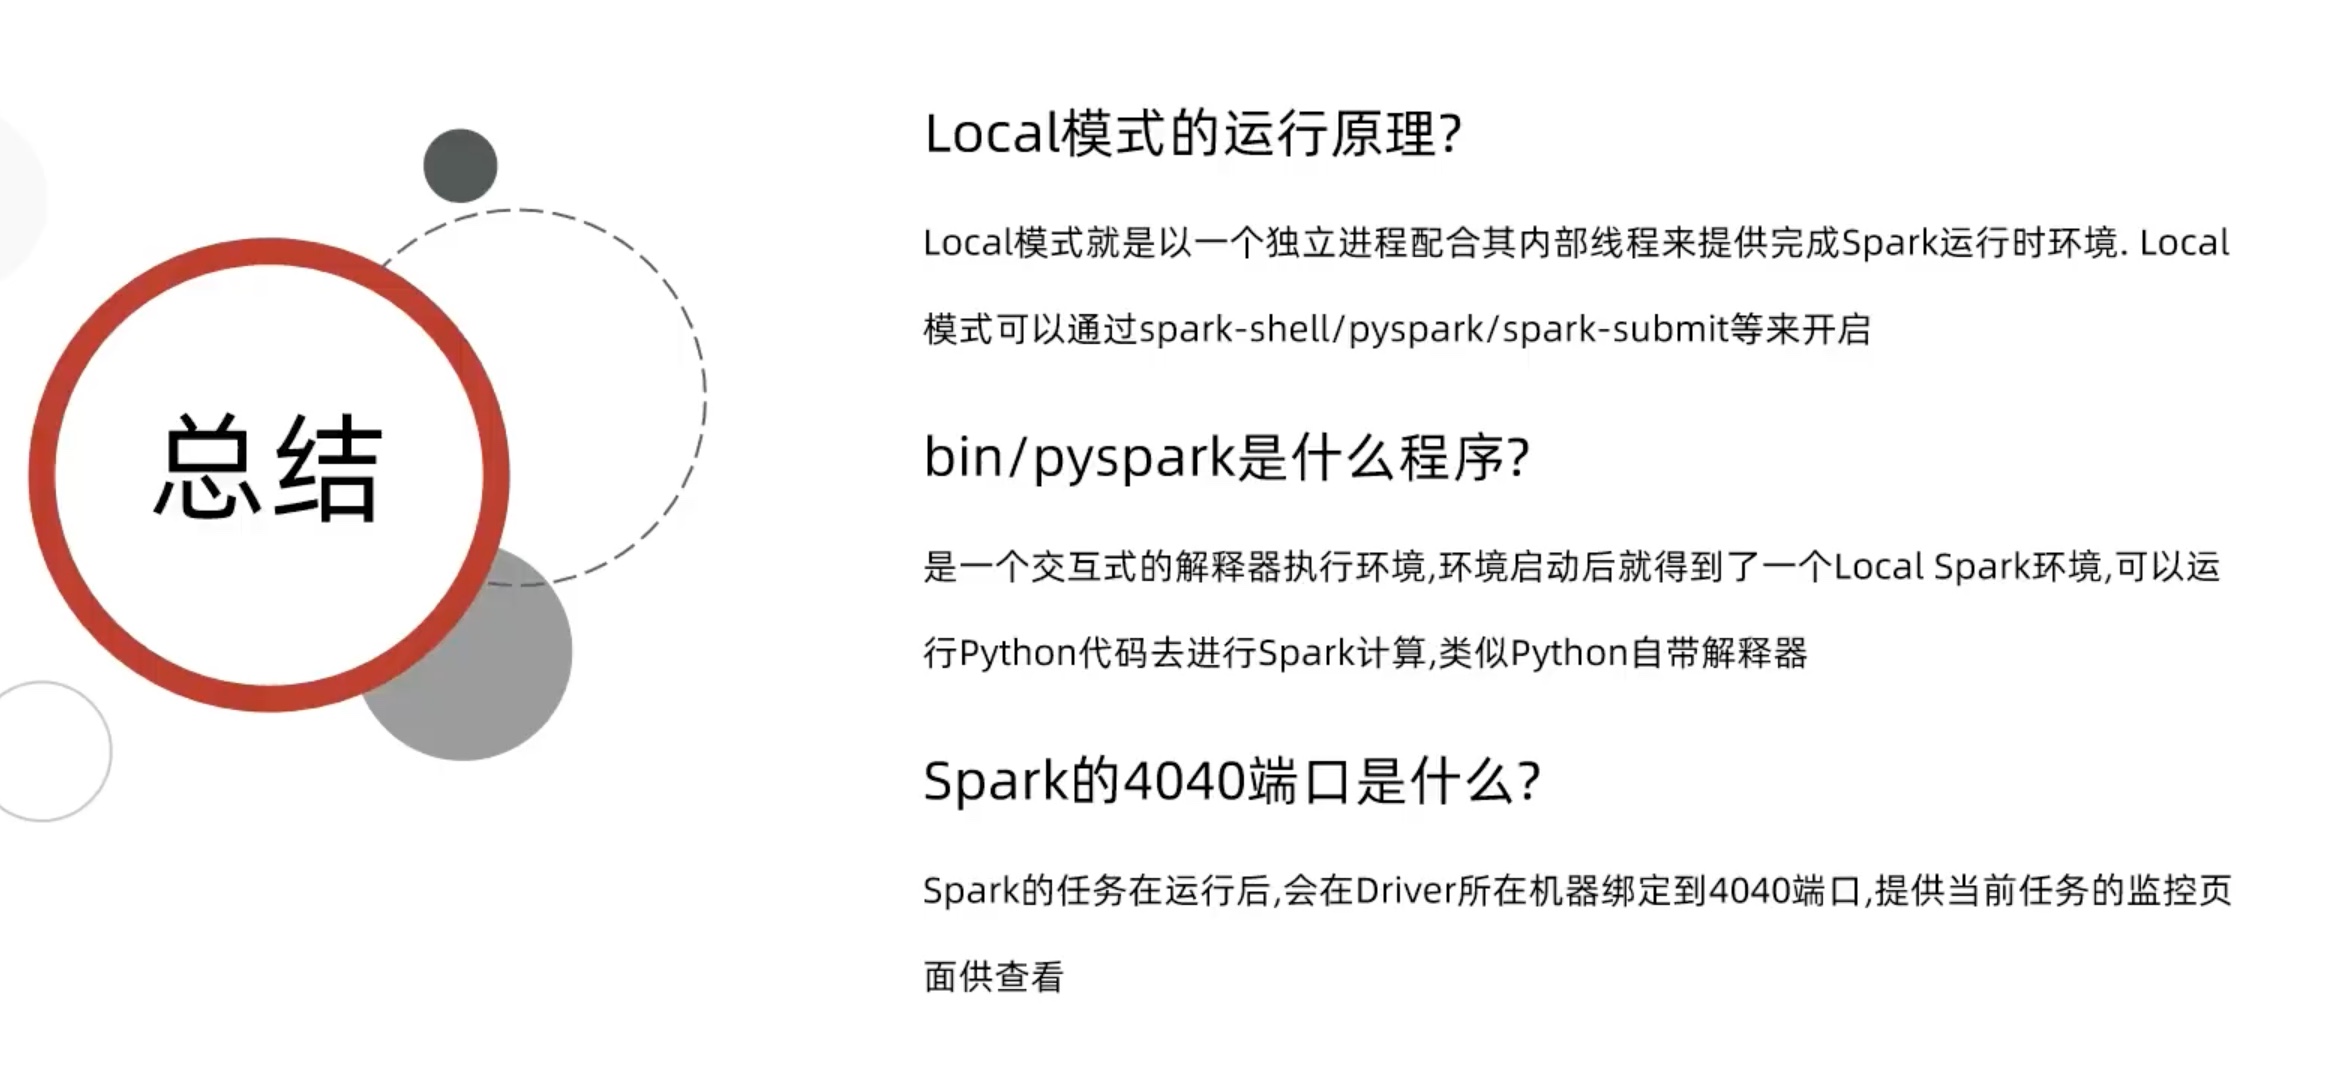 总结
Local模式的运行原理?
Local模式就是以一个独立进程配合其内部线程来提供完成Spark运行时环境. Local
模式可以通过spark-shell/pyspark/spark-submit等来开启
bin/pyspark是什么程序?
是一个交互式的解释器执行环境,环境启动后就得到了一个Local Spark环境,可以运
行Python代码去进行Spark计算,类似Python自带解释器
Spark的4040端口是什么?
Spark的任务在运行后,会在Driver所在机器绑定到4040端口,提供当前任务的监控页
面供查看